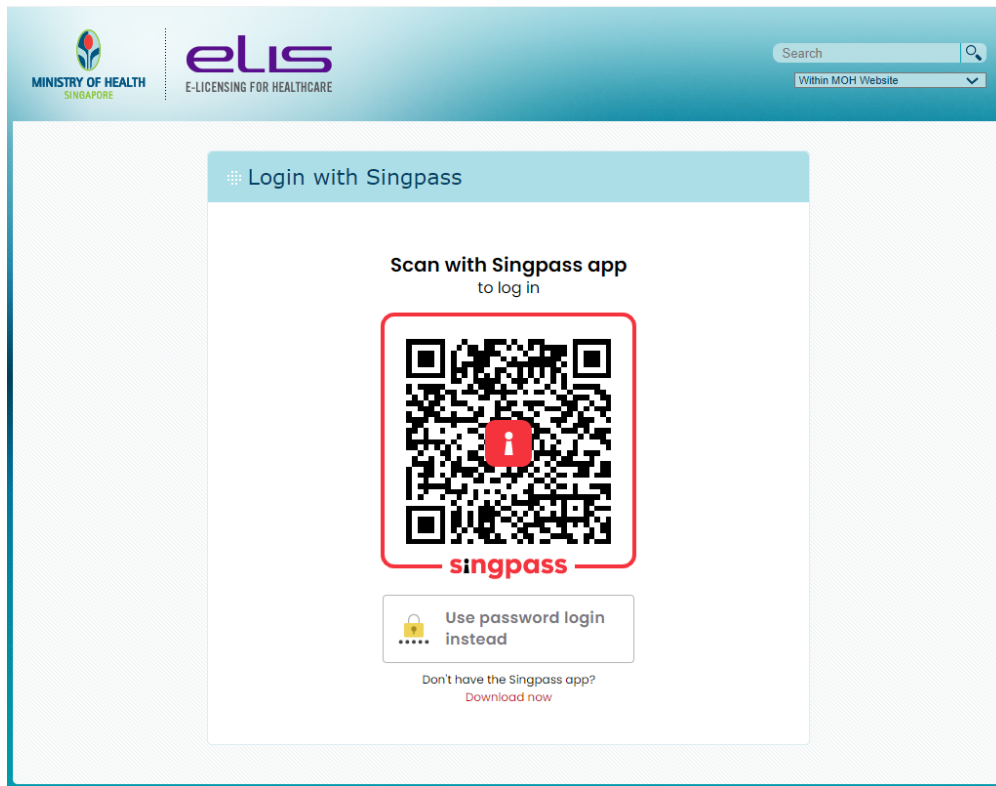 MINISTRY OF HEALTH
SINGAPORE
eLIS
E-LICENSING FOR HEALTHCARE
Search
Within MOH Website
Login with Singpass
Scan with Singpass app
to log in
singpass
Use password login
instead
Don't have the Singpass app?
Download now